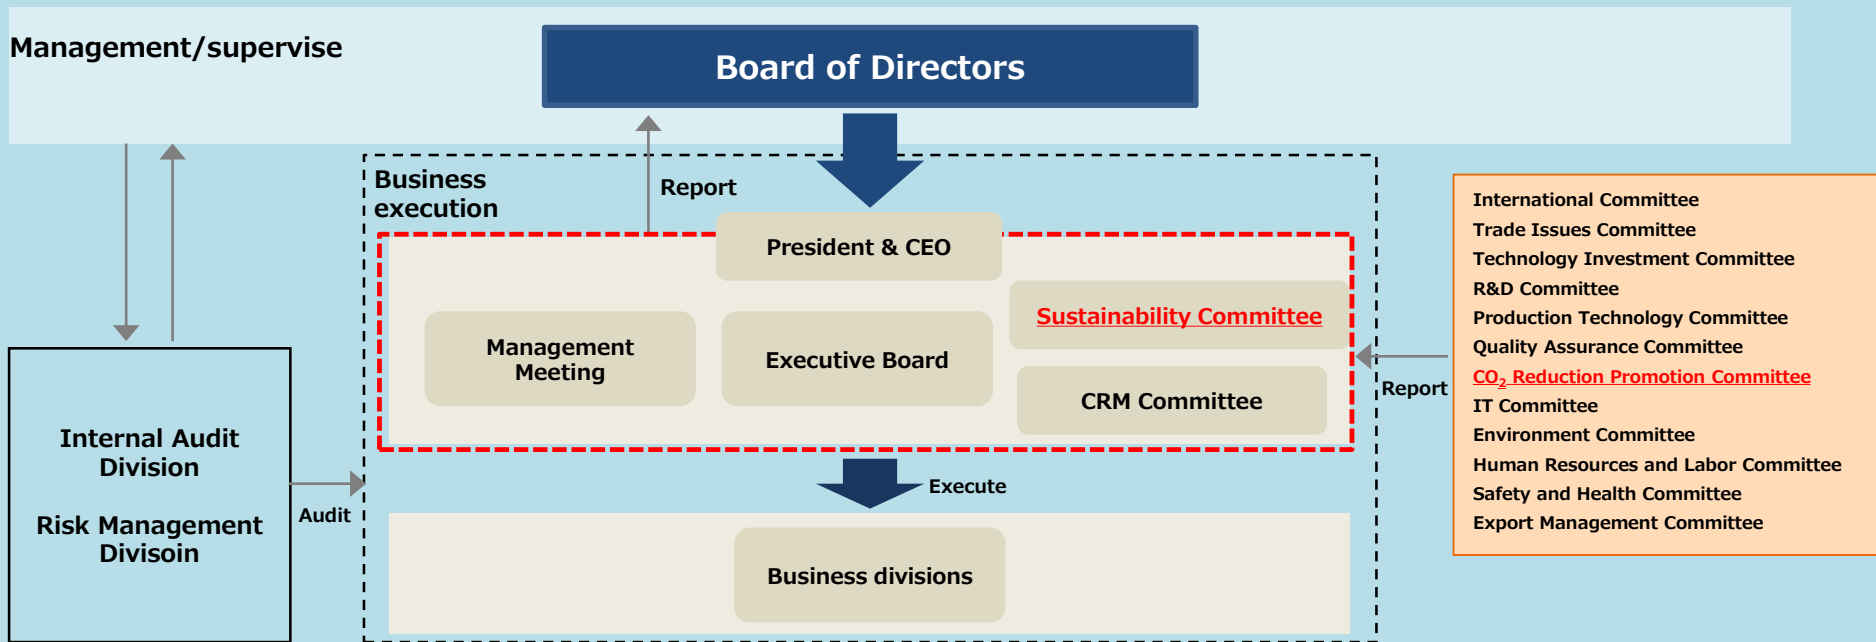 Management/supervise
Board of Directors
Business
execution
Report
President & CEO
Management
Meeting
Executive Board
Sustainability Committee
CRM Committee
Execute
Business divisions
Internal Audit
Division
Risk Management
Divisoin
Audit
Report
International Committee
Trade Issues Committee
Technology Investment Committee
R&D Committee
Production Technology Committee
Quality Assurance Committee
CO₂ Reduction Promotion Committee
IT Committee
Environment Committee
Human Resources and Labor Committee
Safety and Health Committee
Export Management Committee